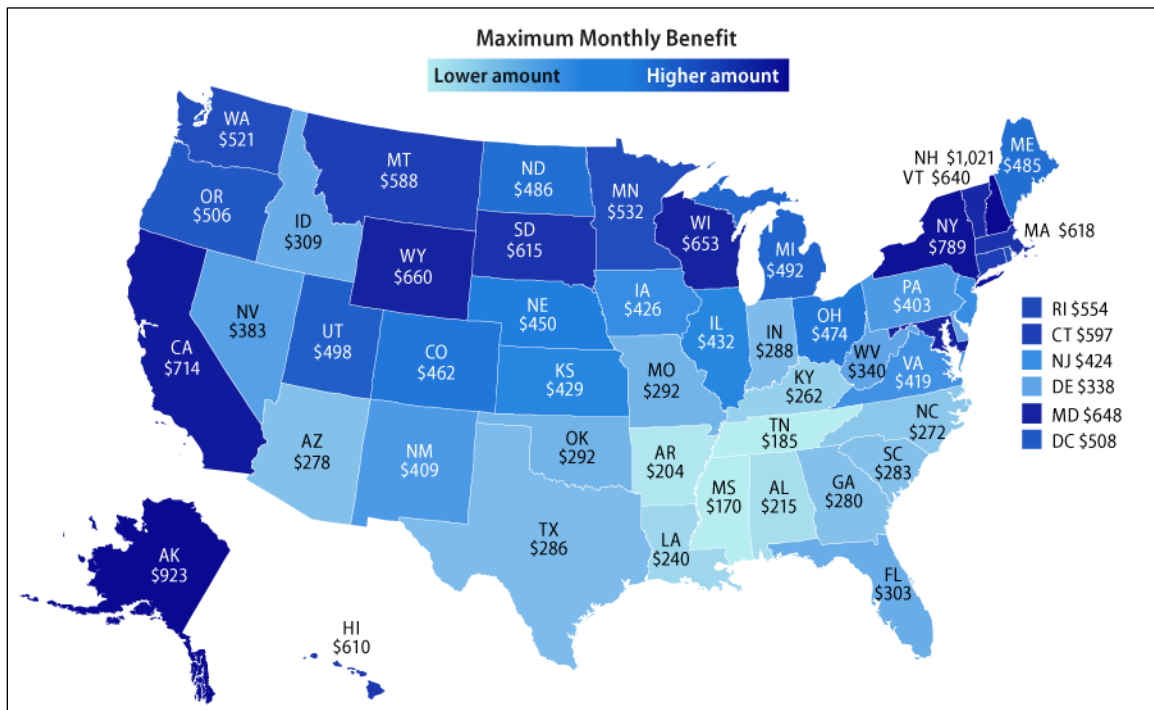 Maximum Monthly Benefit
Lower amount Higher amount
WA
$521
OR
$506
CA
$714
ID
$309
NV
$383
MT
$588
WY
$660
UT
$498
AZ
$278
CO
$462
NM
$409
ND
$486
SD
$615
NE
$450
KS
$429
OK
$292
TX
$286
MN
$532
IA
$426
MO
$292
AR
$204
LA
$240
WI
$653
IL
$432
MI
$492
IN
$288
OH
$474
KY
$262
TN
$185
MS
$170
AL
$215
GA
$280
FL
$303
SC
$283
NC
$272
VA
$419
WV
$340
PA
$403
NY
$789
NH $1,021
VT $640
ME
$485
MA $618
RI $554
CT $597
NJ $424
DE $338
MD $648
DC $508
AK
$923
HI
$610